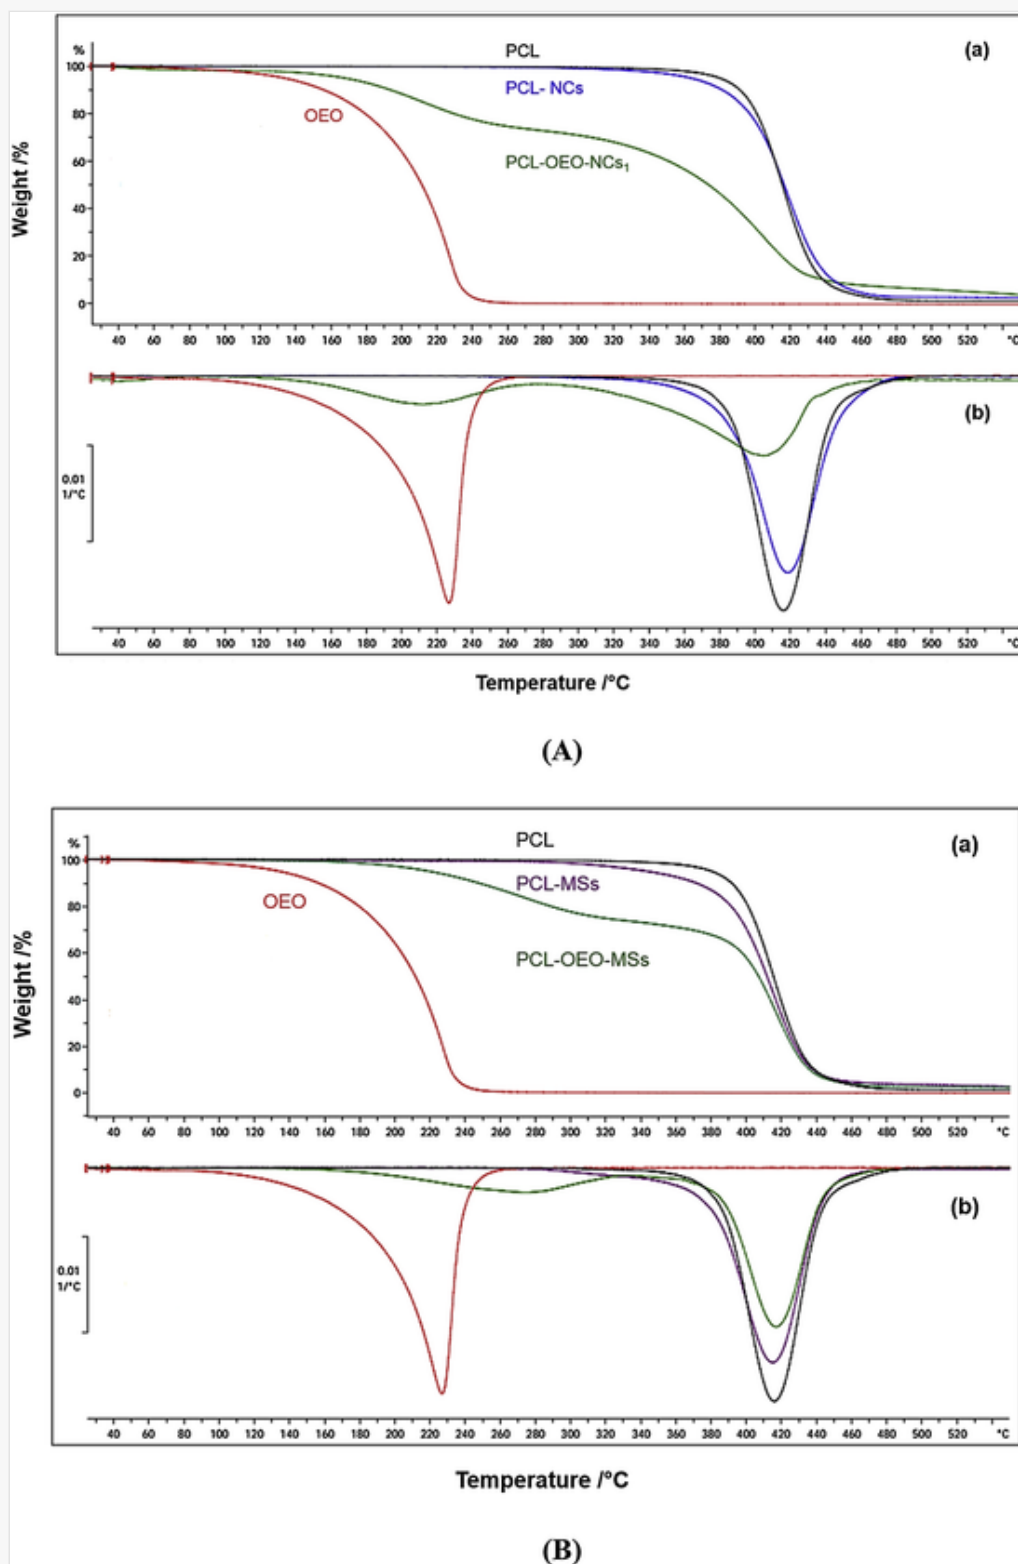 PCL
(a)
%
100
PCL- NCs
OEO
80
PCL-OEO-NCs₁
60
Weight /%
40
20
0
40 60 80 100 120 140 160 180 200 220 240 260 280 300 320 340 360 380 400 420 440 460 480 500 520 °C
(b)
0.01
1/°C
40 60 80 100 120 140 160 180 200 220 240 260 280 300 320 340 360 380 400 420 440 460 480 500 520 °C
Temperature /°C
(A)
PCL
(a)
%
100
PCL-MSs
OEO
80
PCL-OEO-MSs
60
Weight /%
40
20
0
40 60 80 100 120 140 160 180 200 220 240 260 280 300 320 340 360 380 400 420 440 460 480 500 520 °C
(b)
0.01
1/°C
40 60 80 100 120 140 160 180 200 220 240 260 280 300 320 340 360 380 400 420 440 460 480 500 520 °C
Temperature /°C
(B)